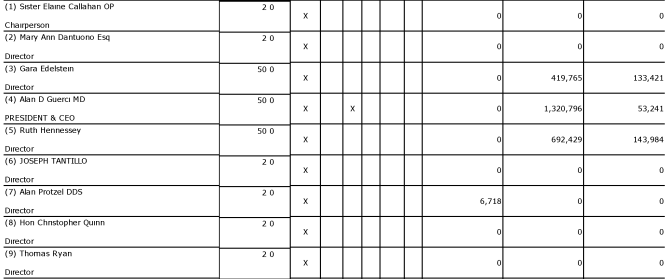 (1) Sister Elaine Callahan OP 2 0
Chairperson X 0 0 0
(2) Mary Ann Dantuono Esq 2 0
Director X 0 0 0
(3) Gara Edelstein 50 0
Director X 0 419,765 133,421
(4) Alan D Guerci MD 50 0
PRESIDENT & CEO X X 0 1,320,796 53,241
(5) Ruth Hennessey 50 0
Director X 0 692,429 143,984
(6) JOSEPH TANTILLO 2 0
Director X 0 0 0
(7) Alan Protzel DDS 2 0
Director X 6,718 0 0
(8) Hon Christopher Quinn 2 0
Director X 0 0 0
(9) Thomas Ryan 2 0
Director X 0 0 0